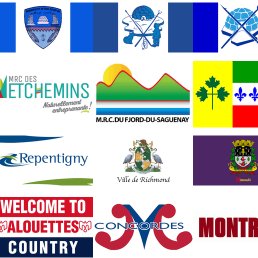 MRC DES
ETCHEMINS
Naturellement
entreprenante !
M.R.C. DU FJORD-DU-SAGUENAY
Repentigny
Ville de Richmond
WELCOME TO
ALOUETTES
COUNTRY
CONCORDES
MONTR